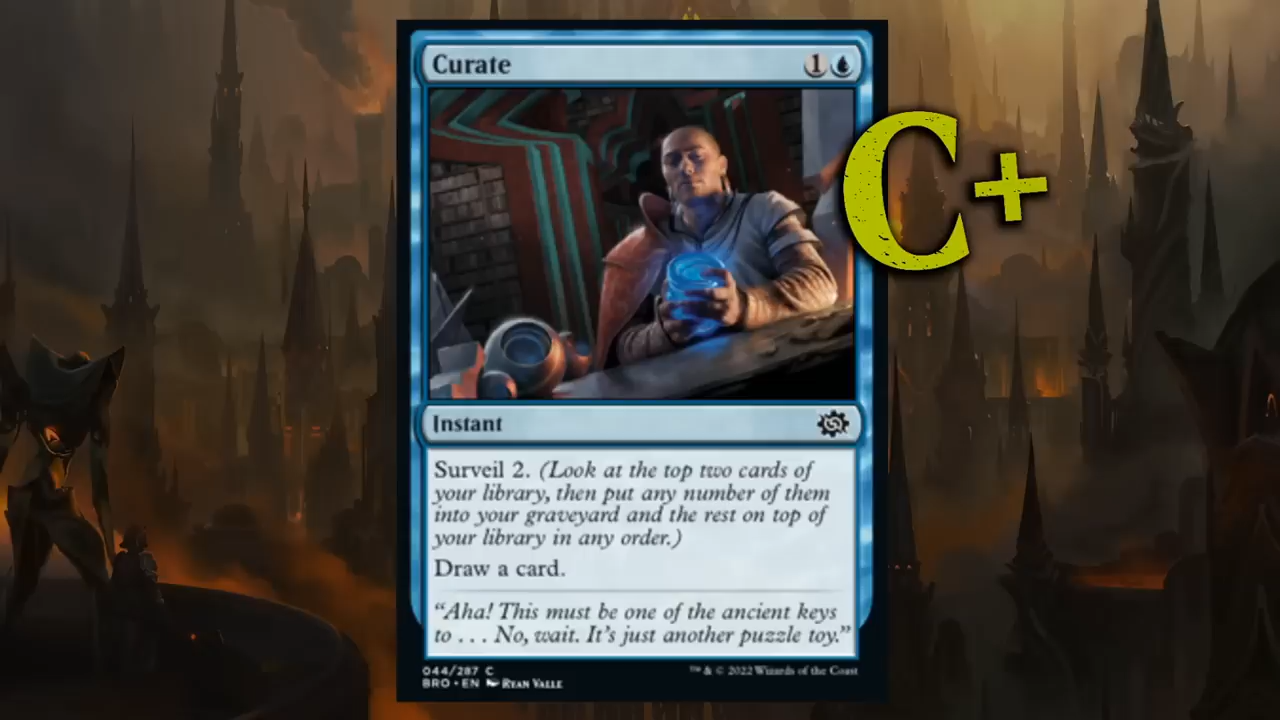 Curate 1
C+
Instant
Surveil 2. (Look at the top two cards of
your library, then put any number of them
into your graveyard and the rest on top of
your library in any order.)
Draw a card.
“Aha! This must be one of the ancient keys
to . . . No, wait. It’s just another puzzle toy.”
044/287 C ™ & © 2022 Wizards of the Coast
BRO • EN Ryan Valle